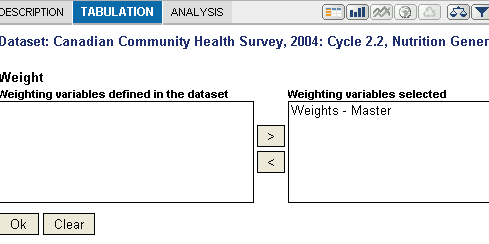 DESCRIPTION TABULATION ANALYSIS
Dataset: Canadian Community Health Survey, 2004: Cycle 2.2, Nutrition Gener
Weight
Weighting variables defined in the dataset Weighting variables selected
Weights - Master
>
<
Ok Clear